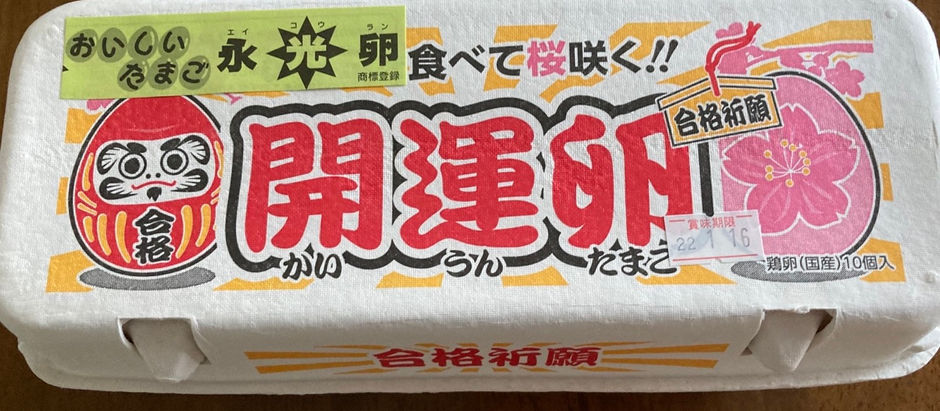 おいしい
たまご
エイ コウ ラン
永光卵
商標登録
食べて桜咲く!!
合格祈願
合格
開運卵
かい うん たまご
賞味期限
22 1 16
鶏卵(国産)10個入
合格祈願